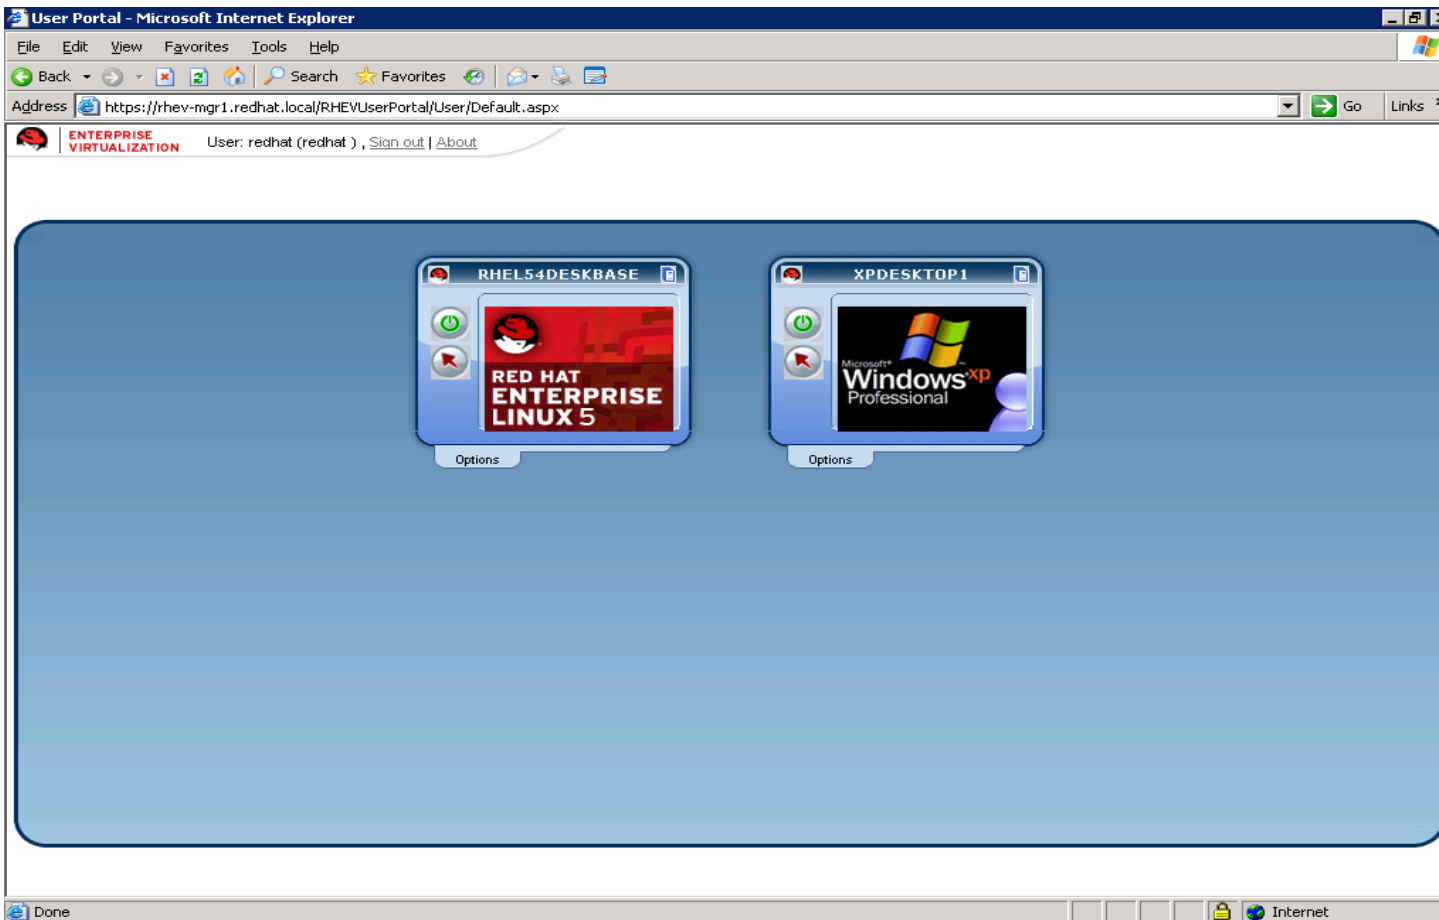 User Portal - Microsoft Internet Explorer
File Edit View Favorites Tools Help
Back Search Favorites
Address https://rhev-mgr1.redhat.local/RHEVUserPortal/User/Default.aspx Go Links
ENTERPRISE
VIRTUALIZATION
User: redhat (redhat ) , Sign out | About
RHEL54DESKBASE
RED HAT
ENTERPRISE
LINUX 5
Options
XPDESKTOP1
Microsoft®
Windows xp
Professional
Options
Done Internet